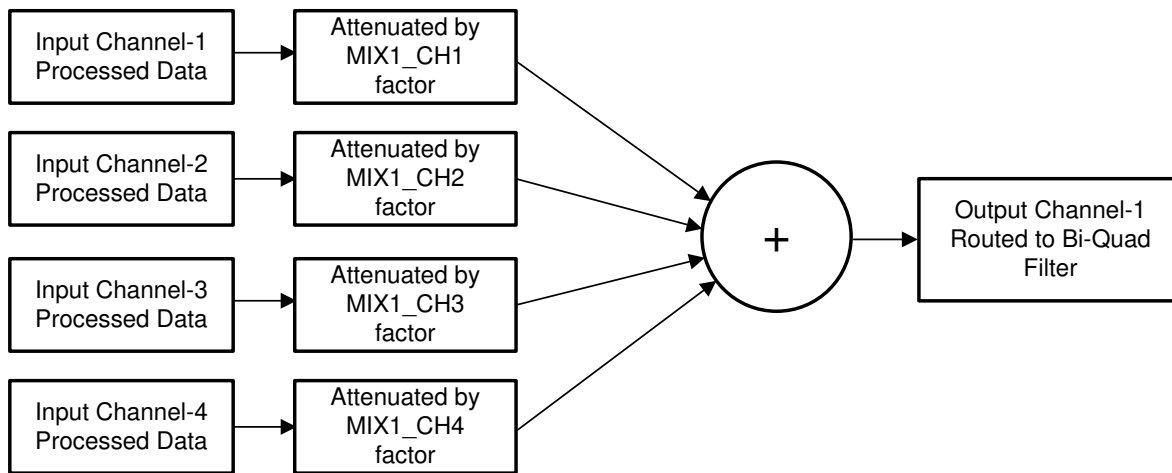 Input Channel-1
Processed Data
Attenuated by
MIX1_CH1
factor
Input Channel-2
Processed Data
Attenuated by
MIX1_CH2
factor
Input Channel-3
Processed Data
Attenuated by
MIX1_CH3
factor
Input Channel-4
Processed Data
Attenuated by
MIX1_CH4
factor
+
Output Channel-1
Routed to Bi-Quad
Filter